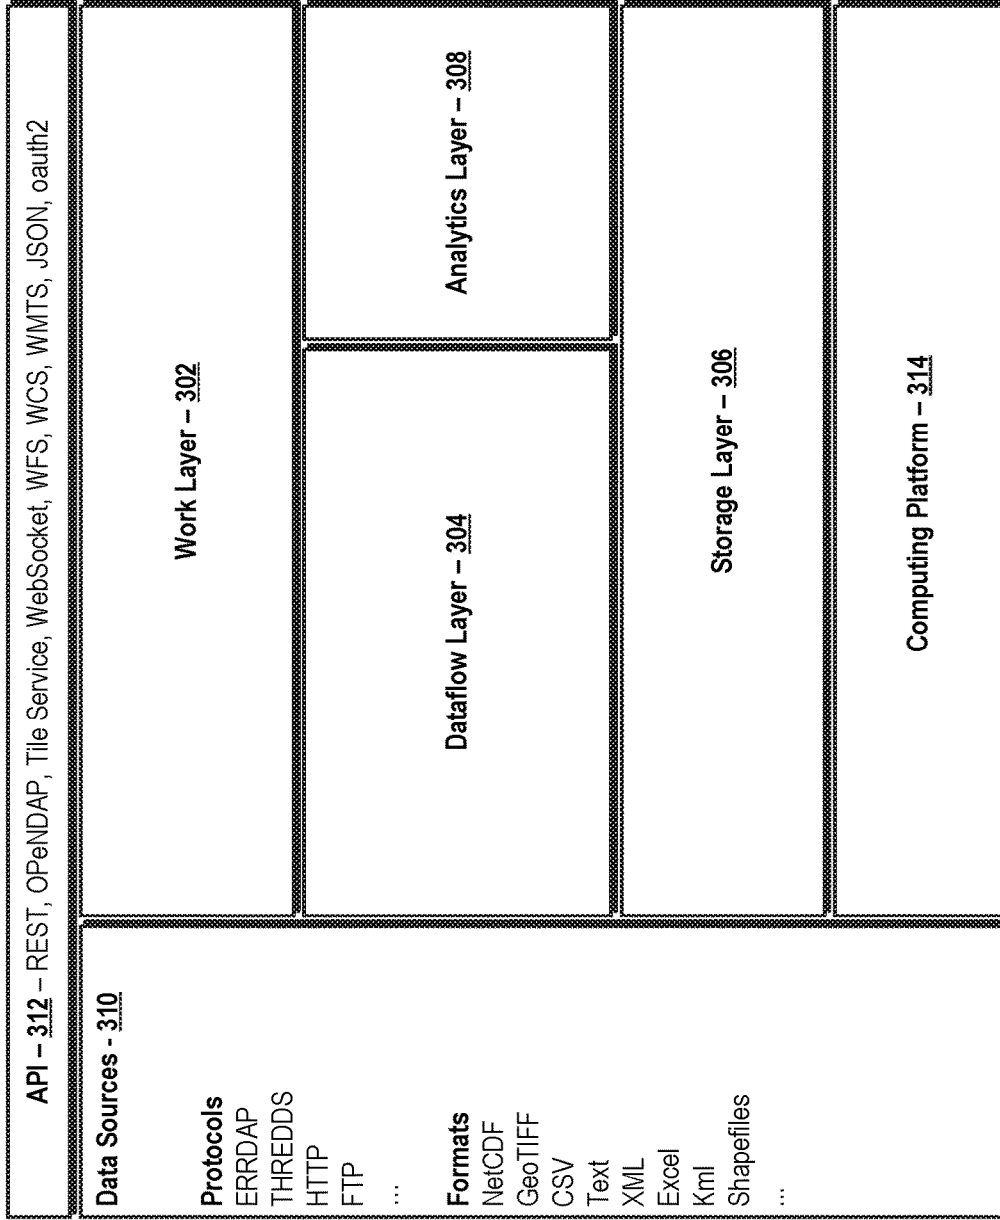 API – 312 – REST, OPeNDAP, Tile Service, WebSocket, WFS, WCS, WMTS, JSON, oauth2
Data Sources - 310
Protocols
ERRDAP
THREDDS
HTTP
FTP
...
Formats
NetCDF
GeoTIFF
CSV
Text
XML
Excel
Kml
Shapefiles
...
Work Layer – 302
Dataflow Layer – 304
Analytics Layer – 308
Storage Layer – 306
Computing Platform – 314